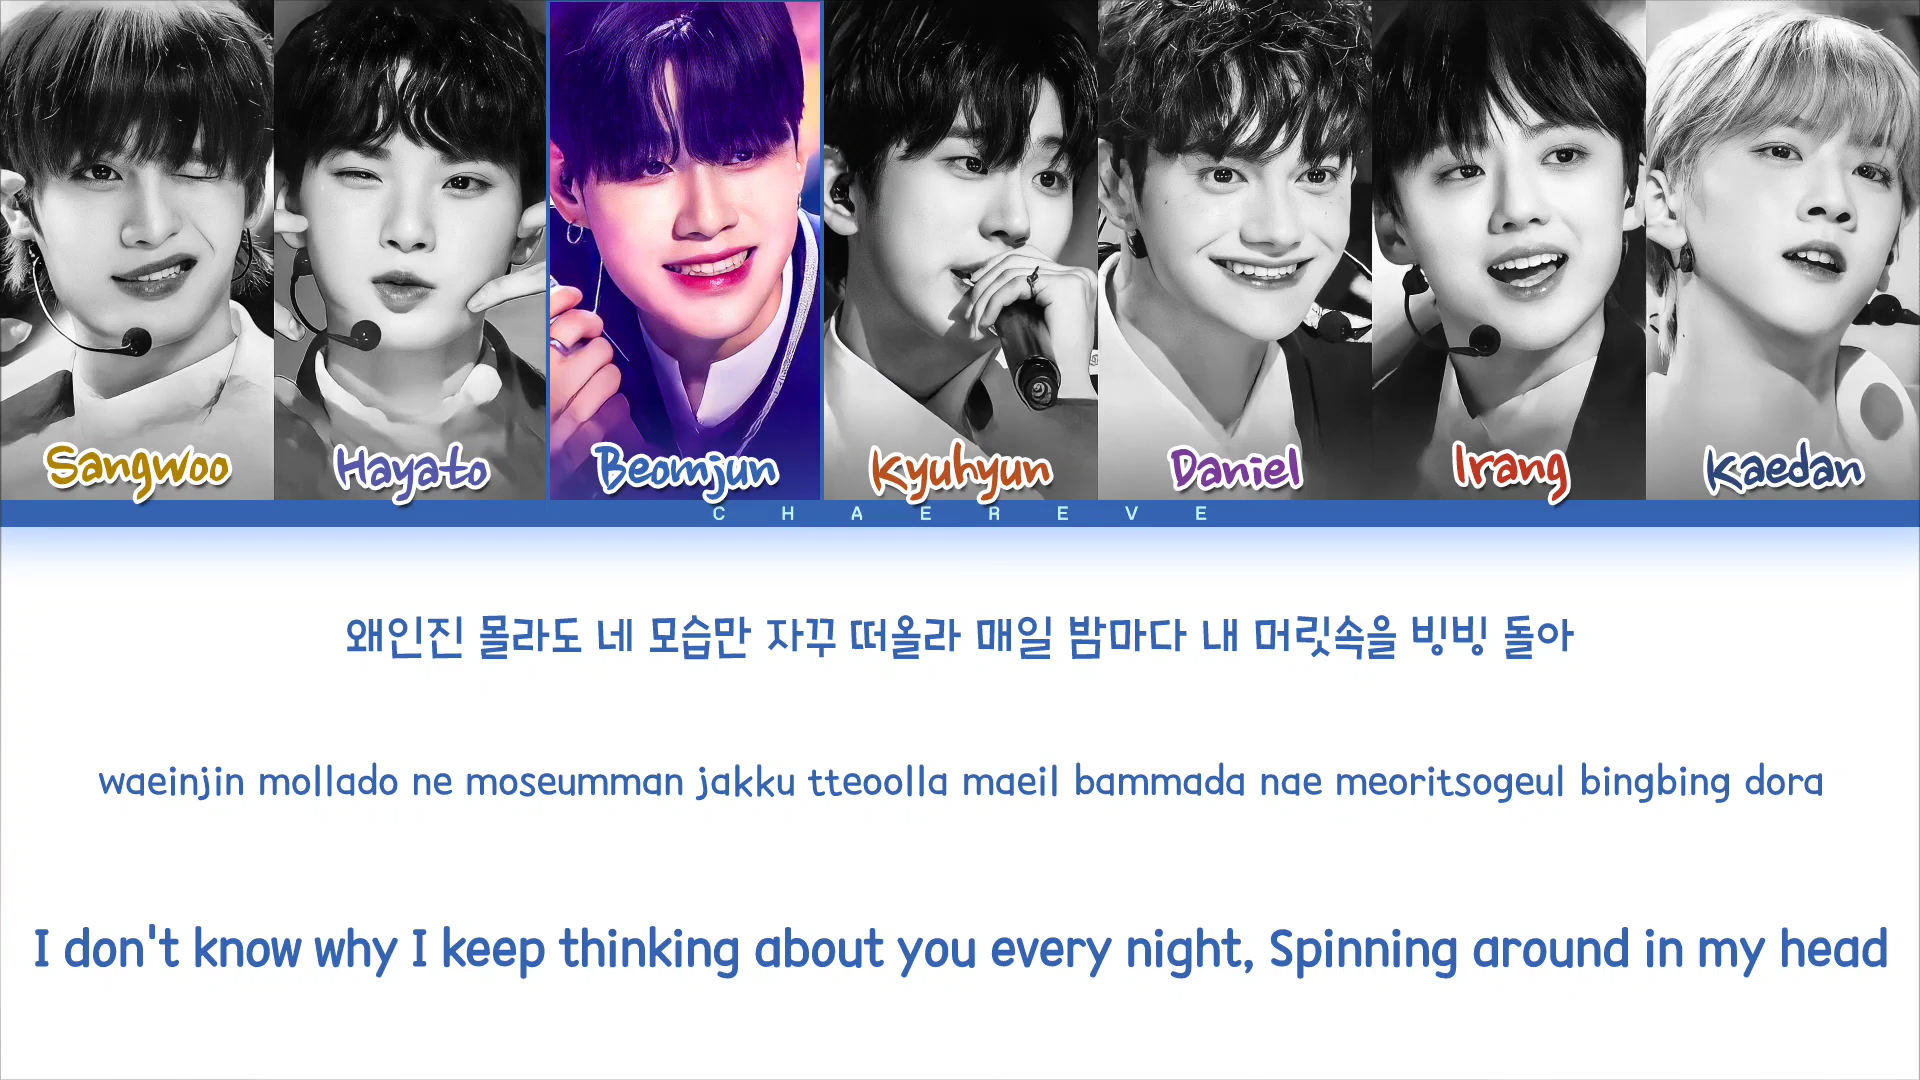 Sangwoo Hayato Beomjun Kyuhyun Daniel Irang Kaedan
CHAEREVE
왜인진 몰라도 네 모습만 자꾸 떠올라 매일 밤마다 내 머릿속을 빙빙 돌아
waeinjin mollado ne moseumman jakku tteoolla maeil bammada nae meoritsogeul bingbing dora
I don't know why I keep thinking about you every night, Spinning around in my head